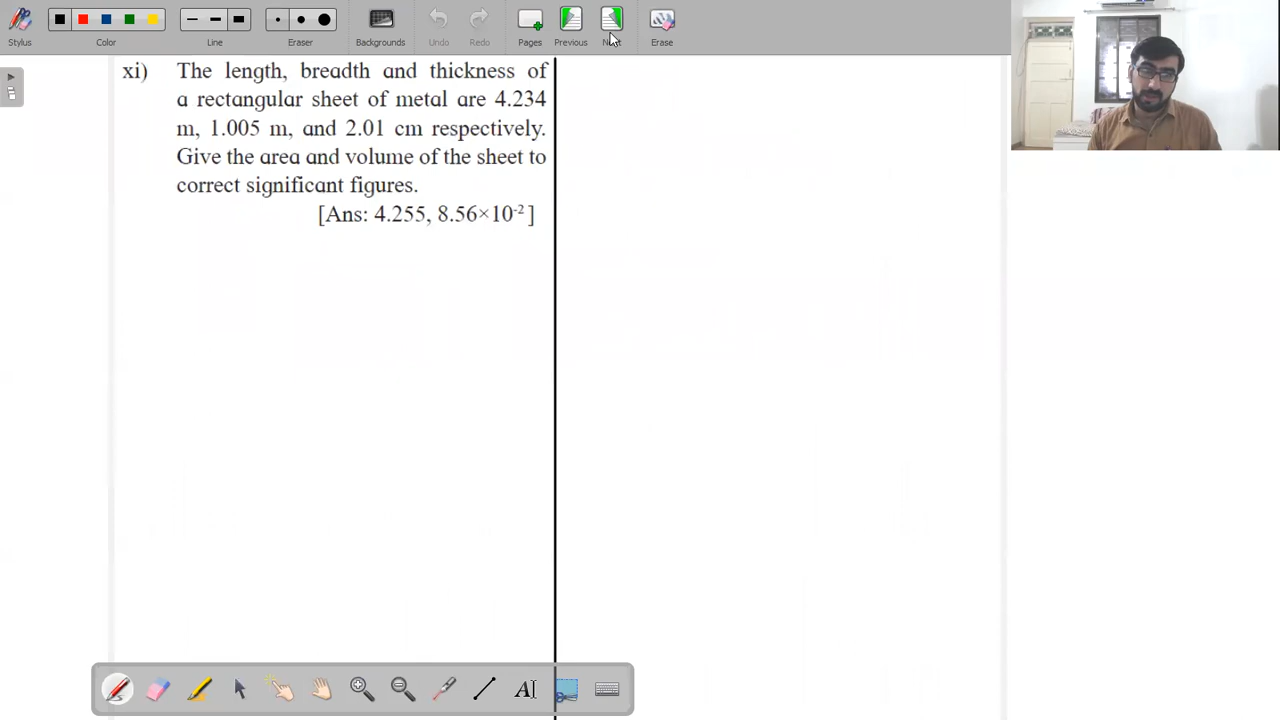 Stylus
Color
Line
Eraser
Backgrounds
Undo
Redo
Pages
Previous
Erase
xi) The length, breadth and thickness of
a rectangular sheet of metal are 4.234
m, 1.005 m, and 2.01 cm respectively.
Give the area and volume of the sheet to
correct significant figures.
[Ans: 4.255, 8.56×10⁻² ]